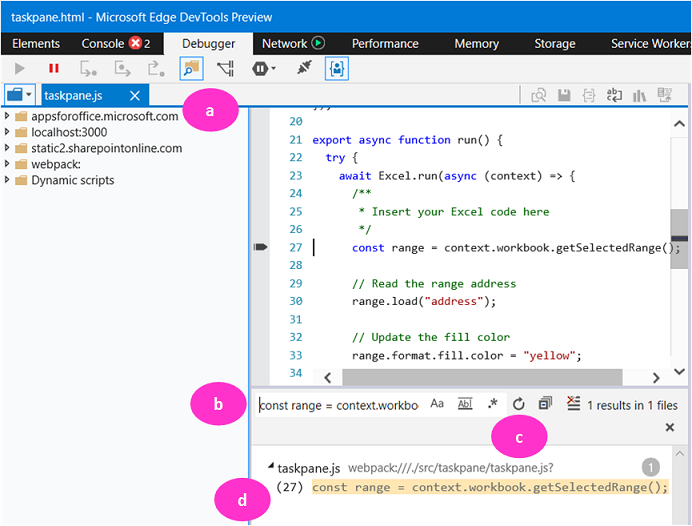 taskpane.html - Microsoft Edge DevTools Preview
Elements Console 2 Debugger Network Performance Memory Storage Service Workers
taskpane.js
a
appsforoffice.microsoft.com
localhost:3000
static2.sharepointonline.com
webpack:
Dynamic scripts
20
21 export async function run() {
22 try {
23 await Excel.run(async (context) => {
24 /**
25 * Insert your Excel code here
26 */
27 const range = context.workbook.getSelectedRange();
28
29 // Read the range address
30 range.load("address");
31
32 // Update the fill color
33 range.format.fill.color = "yellow";
34
b
const range = context.workbo Aa Ab| .* 1 results in 1 files
c
taskpane.js webpack:///./src/taskpane/taskpane.js? 1
d
(27) const range = context.workbook.getSelectedRange();